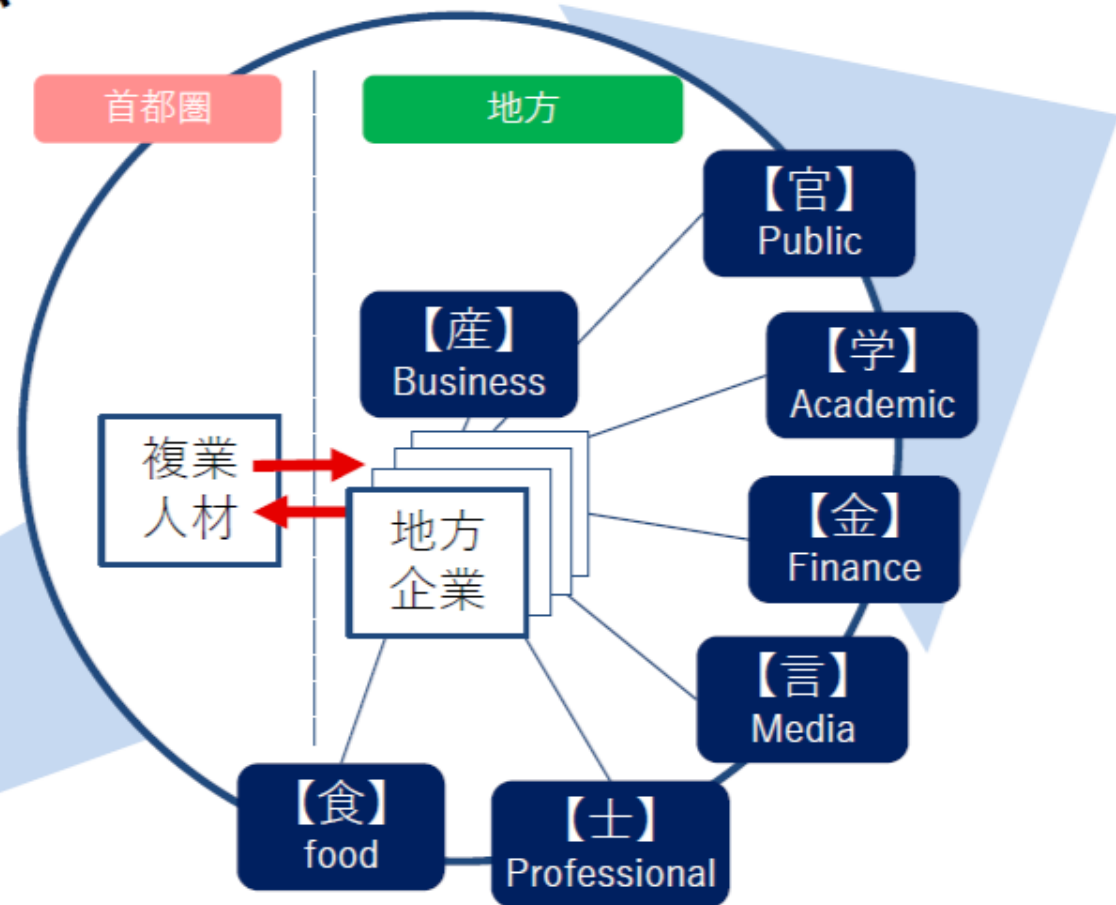 首都圏
地方
【官】
Public
【産】
Business
【学】
Academic
複業
人材
地方
企業
【金】
Finance
【言】
Media
【食】
food
【士】
Professional